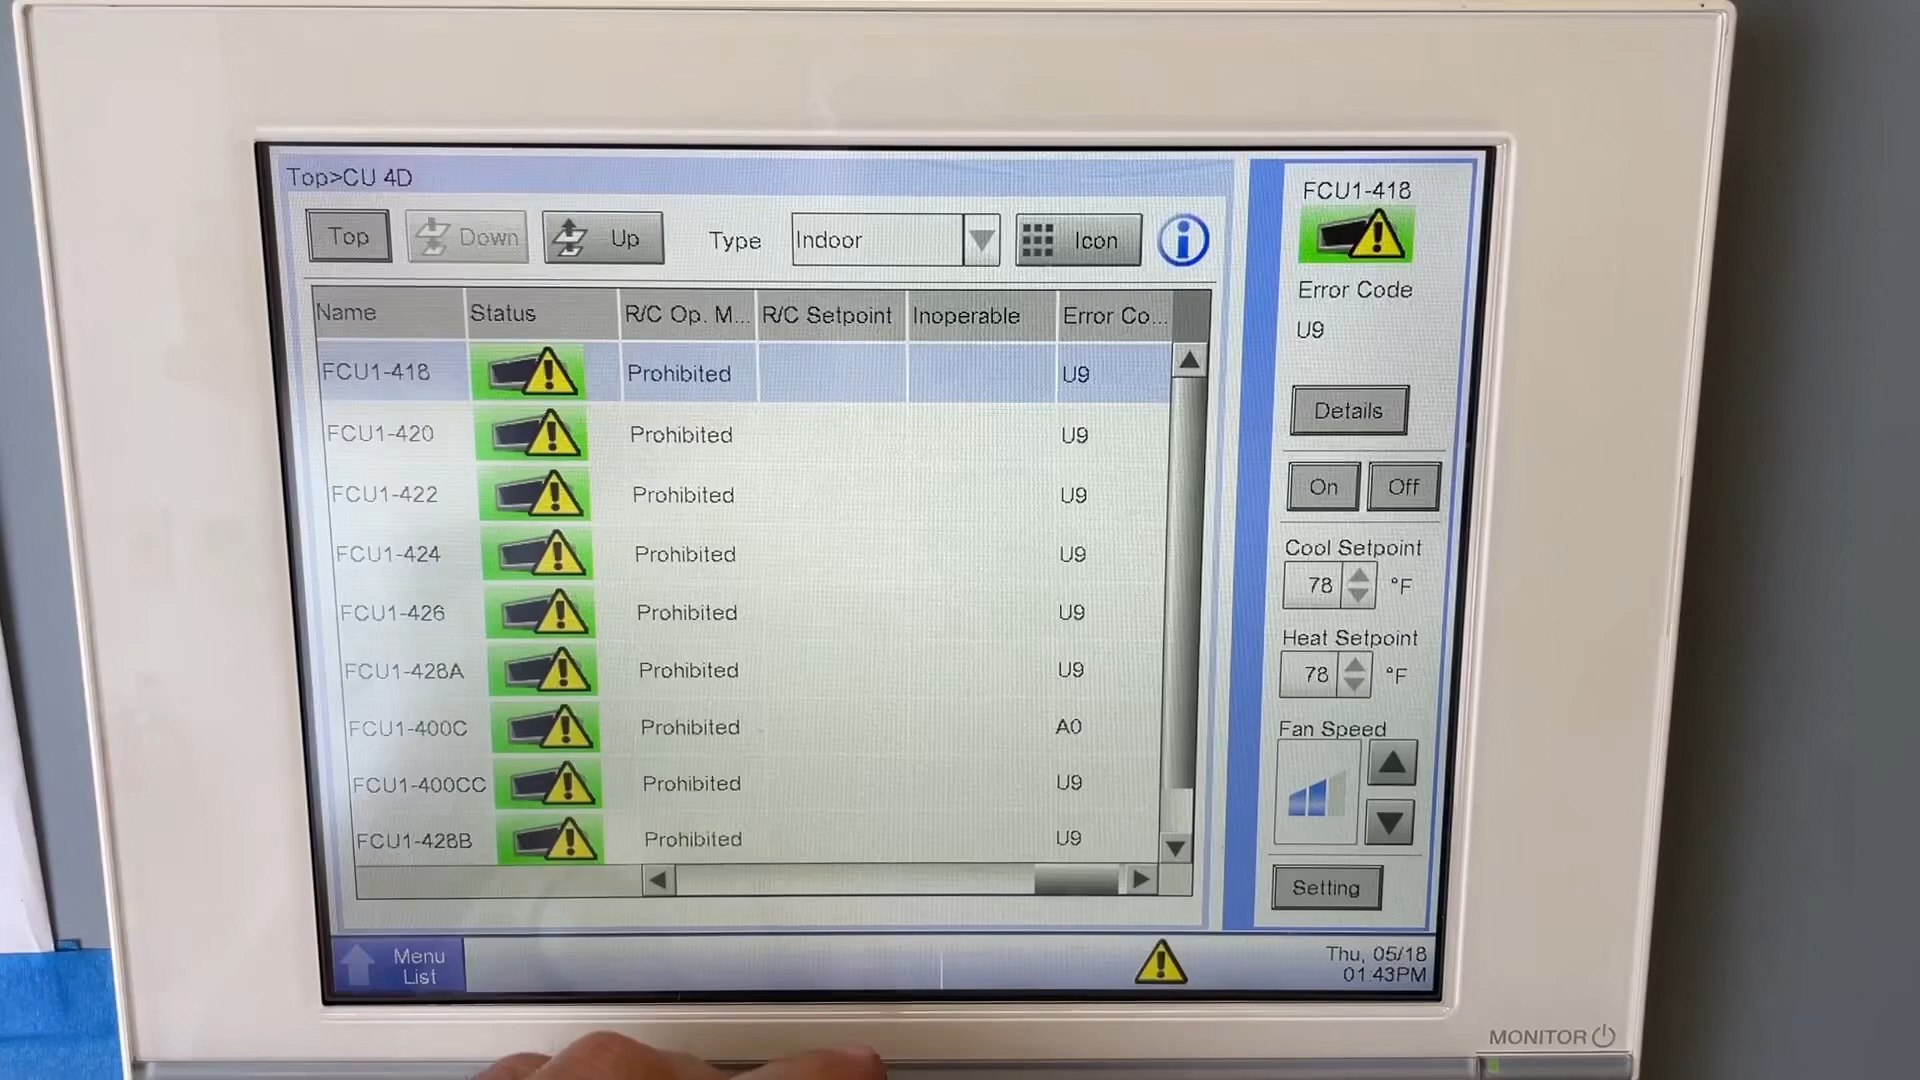 Top>CU 4D
Top Down Up Type Indoor Icon
Name Status R/C Op. M... R/C Setpoint Inoperable Error Co...
FCU1-418 Prohibited U9
FCU1-420 Prohibited U9
FCU1-422 Prohibited U9
FCU1-424 Prohibited U9
FCU1-426 Prohibited U9
FCU1-428A Prohibited U9
FCU1-400C Prohibited A0
FCU1-400CC Prohibited U9
FCU1-428B Prohibited U9
FCU1-418
Error Code
U9
Details
On Off
Cool Setpoint
78 °F
Heat Setpoint
78 °F
Fan Speed
Setting
Menu
List
Thu, 05/18
01:43PM
MONITOR